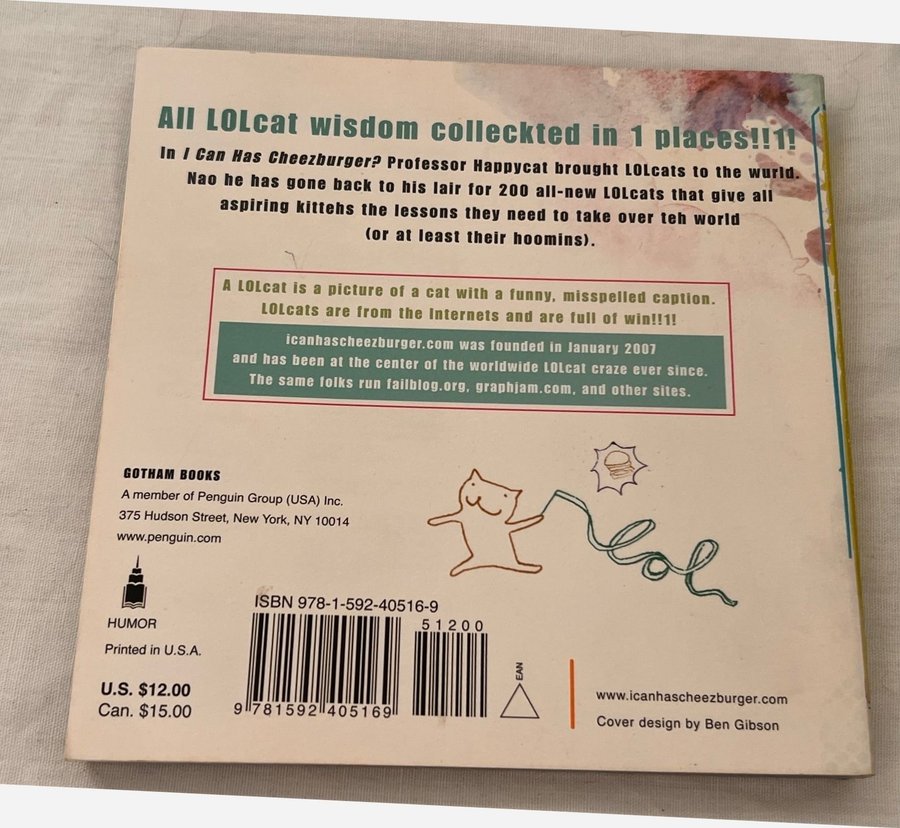 All LOLcat wisdom colleckted in 1 places!!1!
In I Can Has Cheezburger? Professor Happycat brought LOLcats to the wurld.
Nao he has gone back to his lair for 200 all-new LOLcats that give all
aspiring kittehs the lessons they need to take over teh world
(or at least their hoomins).
A LOLcat is a picture of a cat with a funny, misspelled caption.
LOLcats are from the Internets and are full of win!!1!
icanhascheezburger.com was founded in January 2007
and has been at the center of the worldwide LOLcat craze ever since.
The same folks run failblog.org, graphjam.com, and other sites.
lol
GOTHAM BOOKS
A member of Penguin Group (USA) Inc.
375 Hudson Street, New York, NY 10014
www.penguin.com
HUMOR
Printed in U.S.A.
U.S. $12.00
Can. $15.00
ISBN 978-1-592-40516-9
51200
9 781592 405169
EAN
www.icanhascheezburger.com
Cover design by Ben Gibson